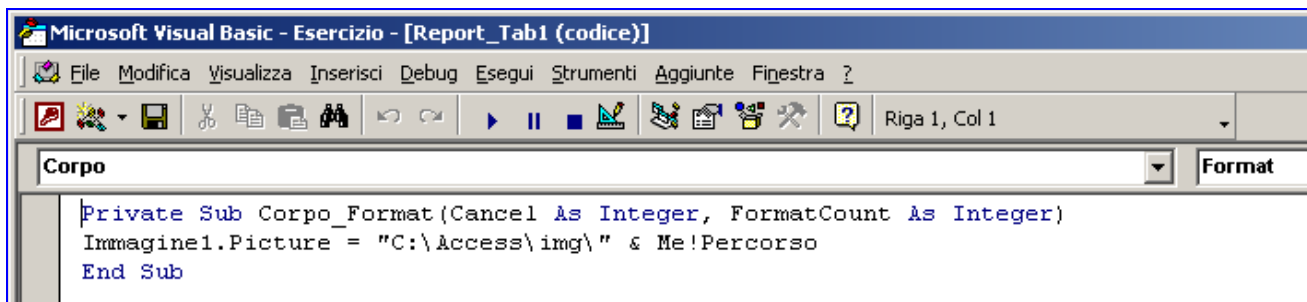 Microsoft Visual Basic - Esercizio - [Report_Tab1 (codice)]
File Modifica Visualizza Inserisci Debug Esegui Strumenti Aggiunte Finestra ?
Riga 1, Col 1
Corpo Format
Private Sub Corpo_Format(Cancel As Integer, FormatCount As Integer)
Immagine1.Picture = "C:\Access\img\" & Me!Percorso
End Sub